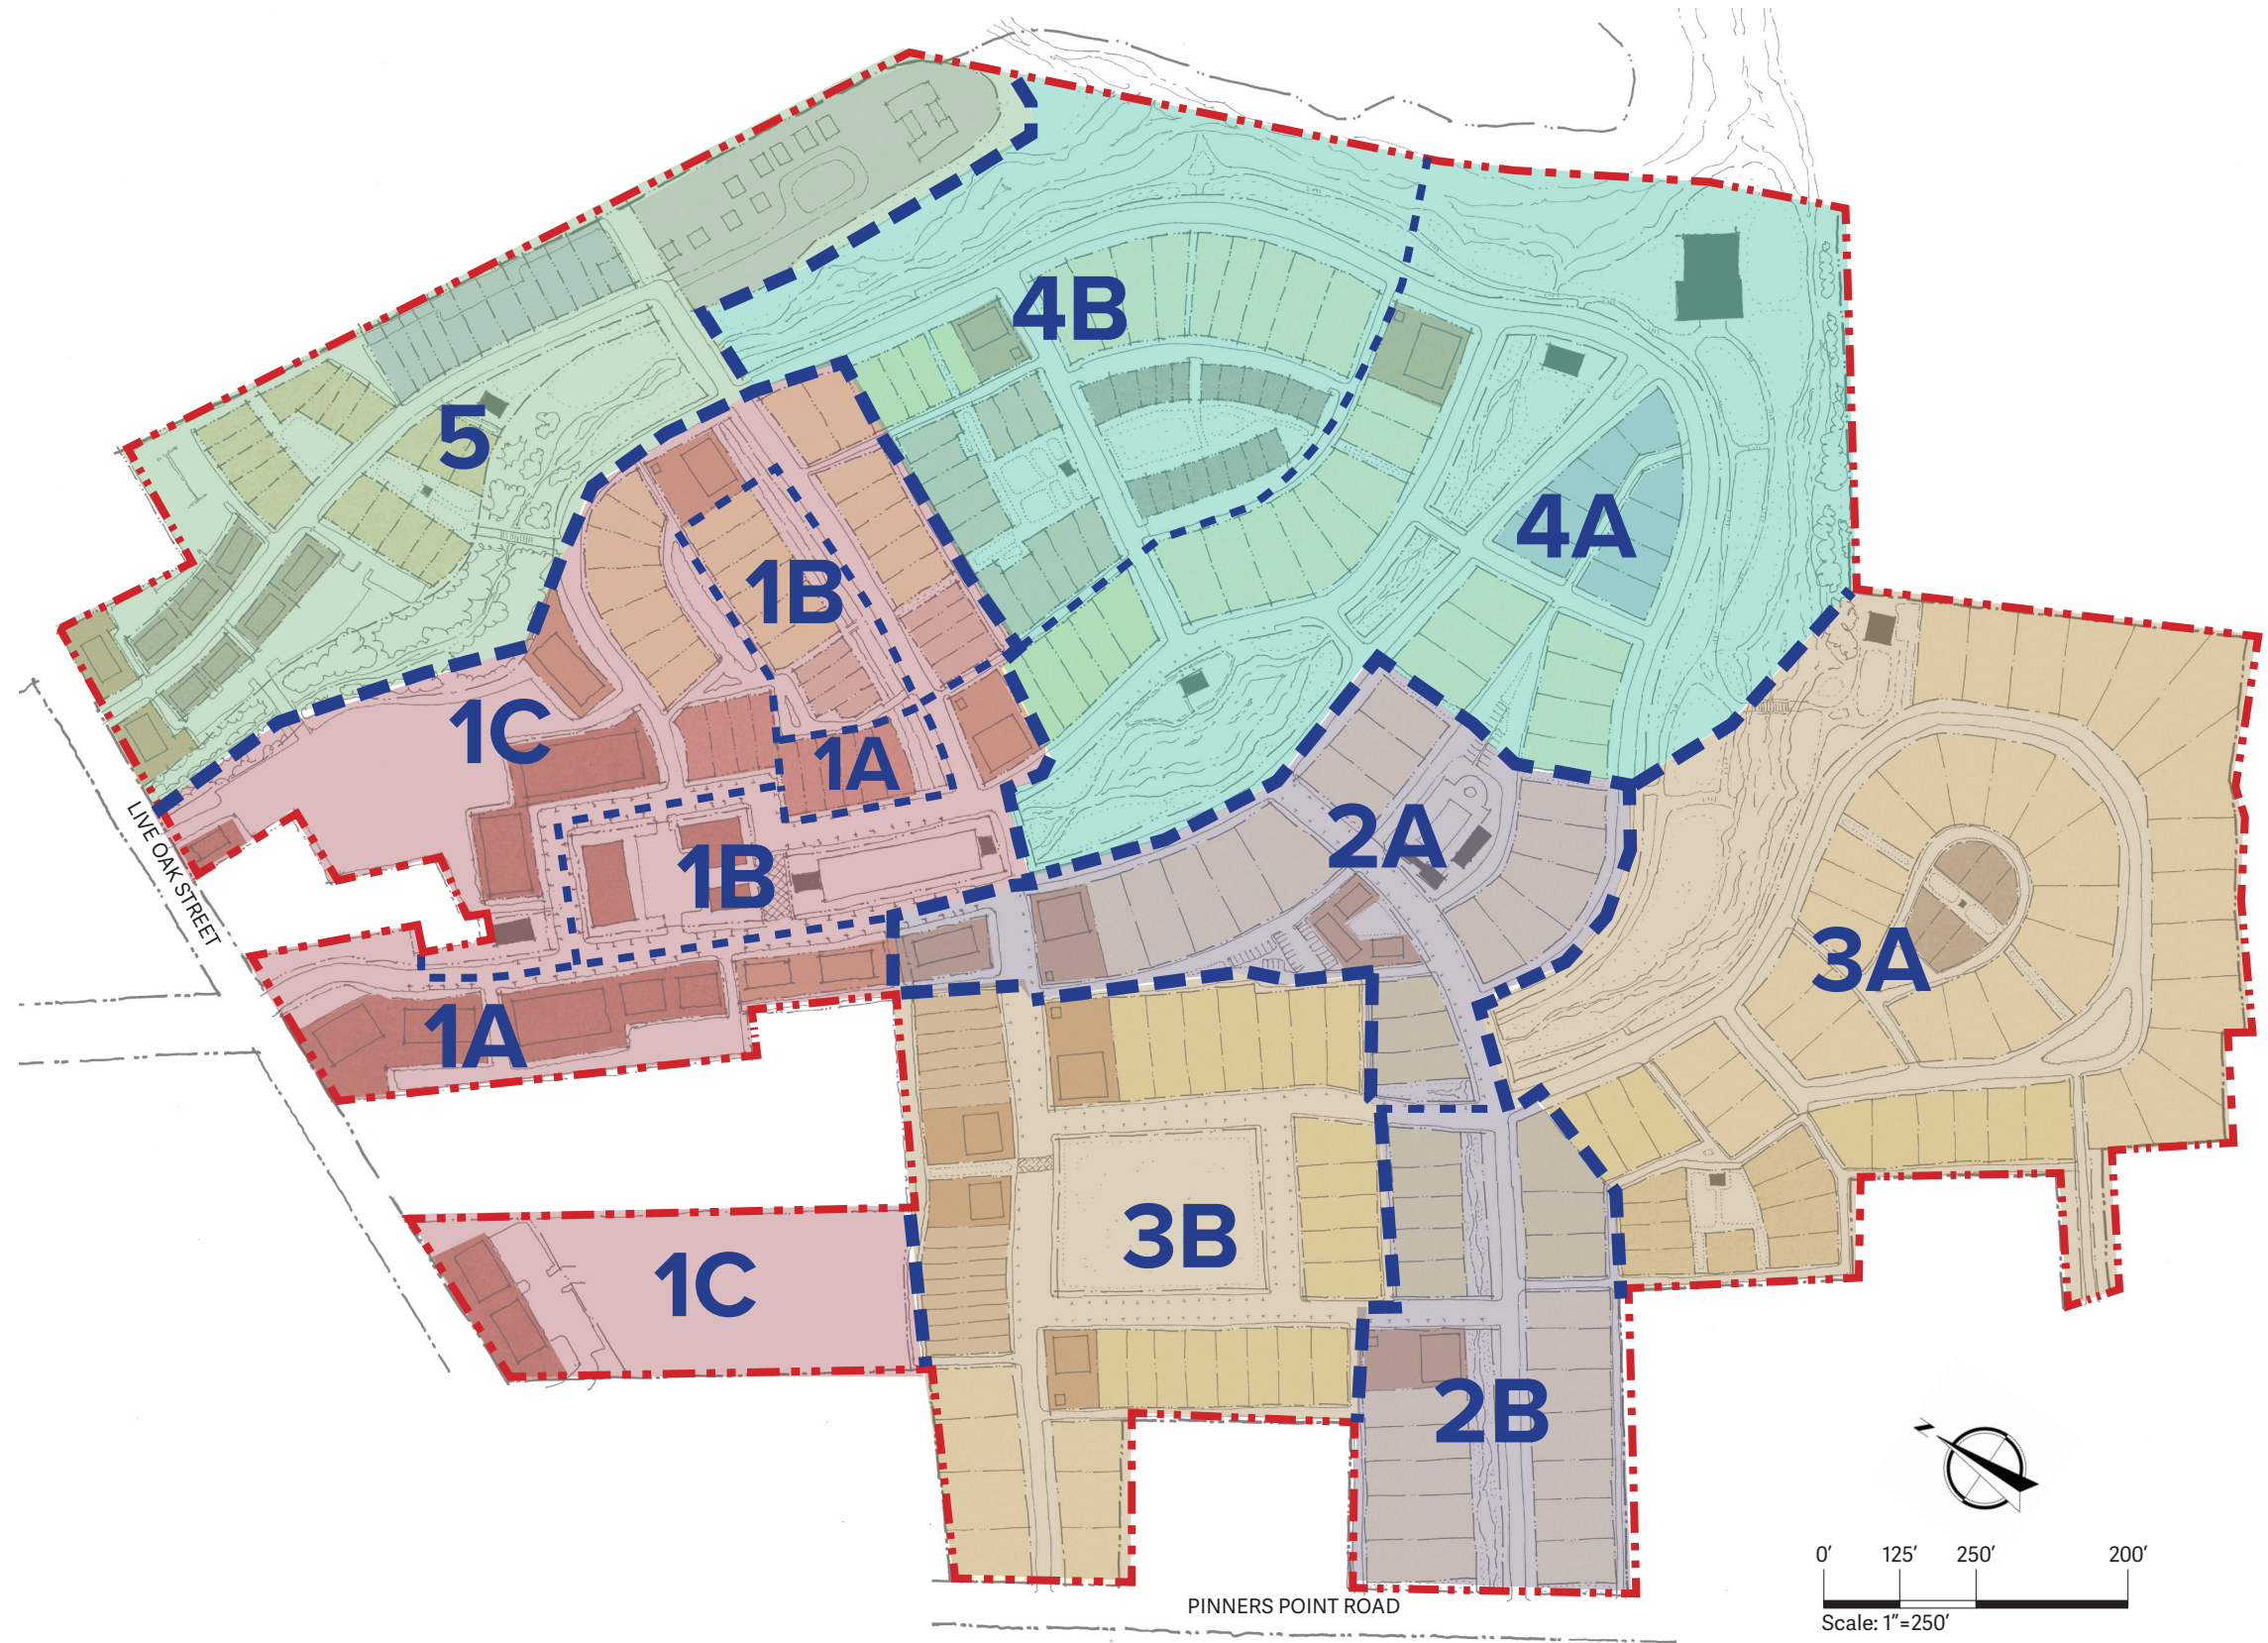 4B
5
4A
1B
1C
1A
2A
1B
3A
1A
3B
1C
2B
LIVE OAK STREET
N
0’ 125’ 250’ 200’
Scale: 1”=250’
PINNERS POINT ROAD